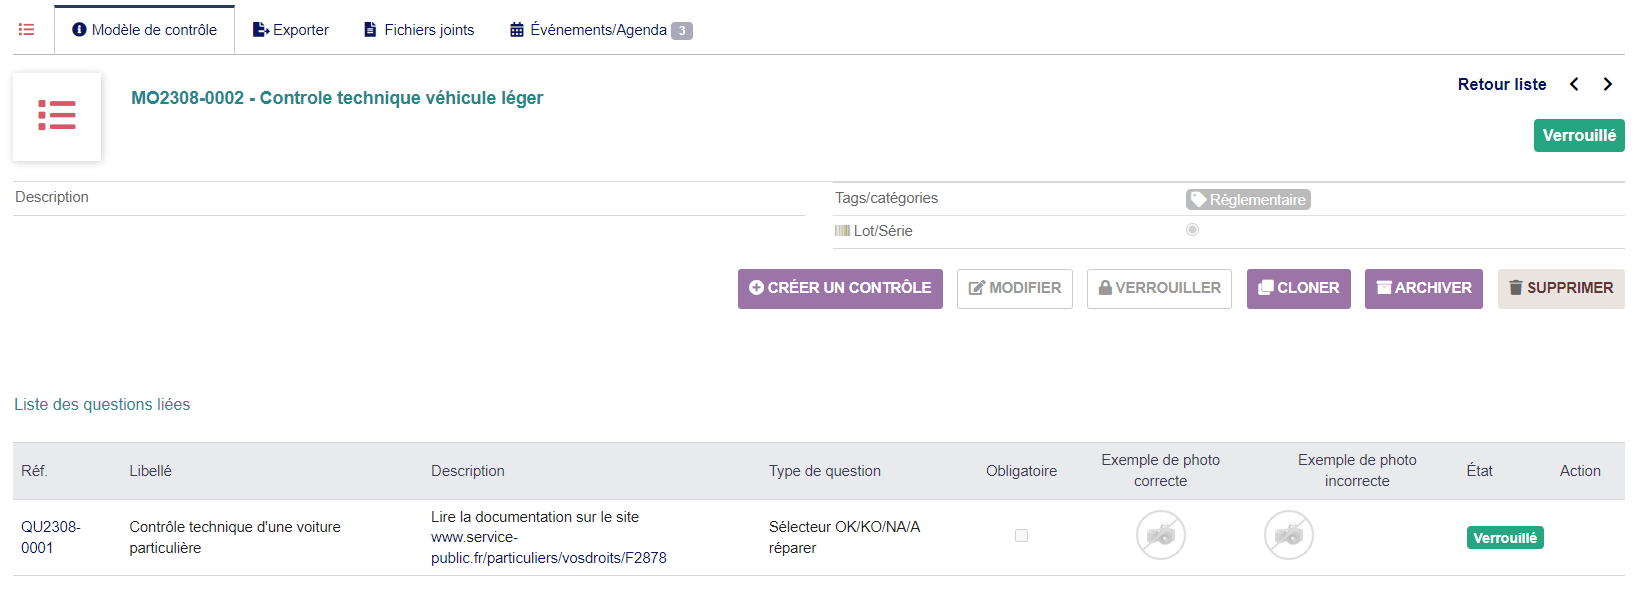 Modèle de contrôle
Exporter
Fichiers joints
Événements/Agenda 3
MO2308-0002 - Controle technique véhicule léger
Retour liste
Verrouillé
Description
Tags/catégories
Réglementaire
Lot/Série
CRÉER UN CONTRÔLE
MODIFIER
VERROUILLER
CLONER
ARCHIVER
SUPPRIMER
Liste des questions liées
Réf.
Libellé
Description
Type de question
Obligatoire
Exemple de photo
correcte
Exemple de photo
incorrecte
État
Action
QU2308-
0001
Contrôle technique d'une voiture
particulière
Lire la documentation sur le site
www.service-
public.fr/particuliers/vosdroits/F2878
Sélecteur OK/KO/NA/A
réparer
Verrouillé